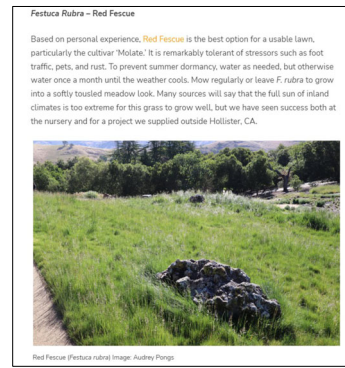 Festuca Rubra – Red Fescue
Based on personal experience, Red Fescue is the best option for a usable lawn,
particularly the cultivar ‘Molate.’ It is remarkably tolerant of stressors such as foot
traffic, pets, and rust. To prevent summer dormancy, water as needed, but otherwise
water once a month until the weather cools. Mow regularly or leave F. rubra to grow
into a softly tousled meadow look. Many sources will say that the full sun of inland
climates is too extreme for this grass to grow well, but we have seen success both at
the nursery and for a project we supplied outside Hollister, CA.
Red Fescue (Festuca rubra) Image: Audrey Pongs